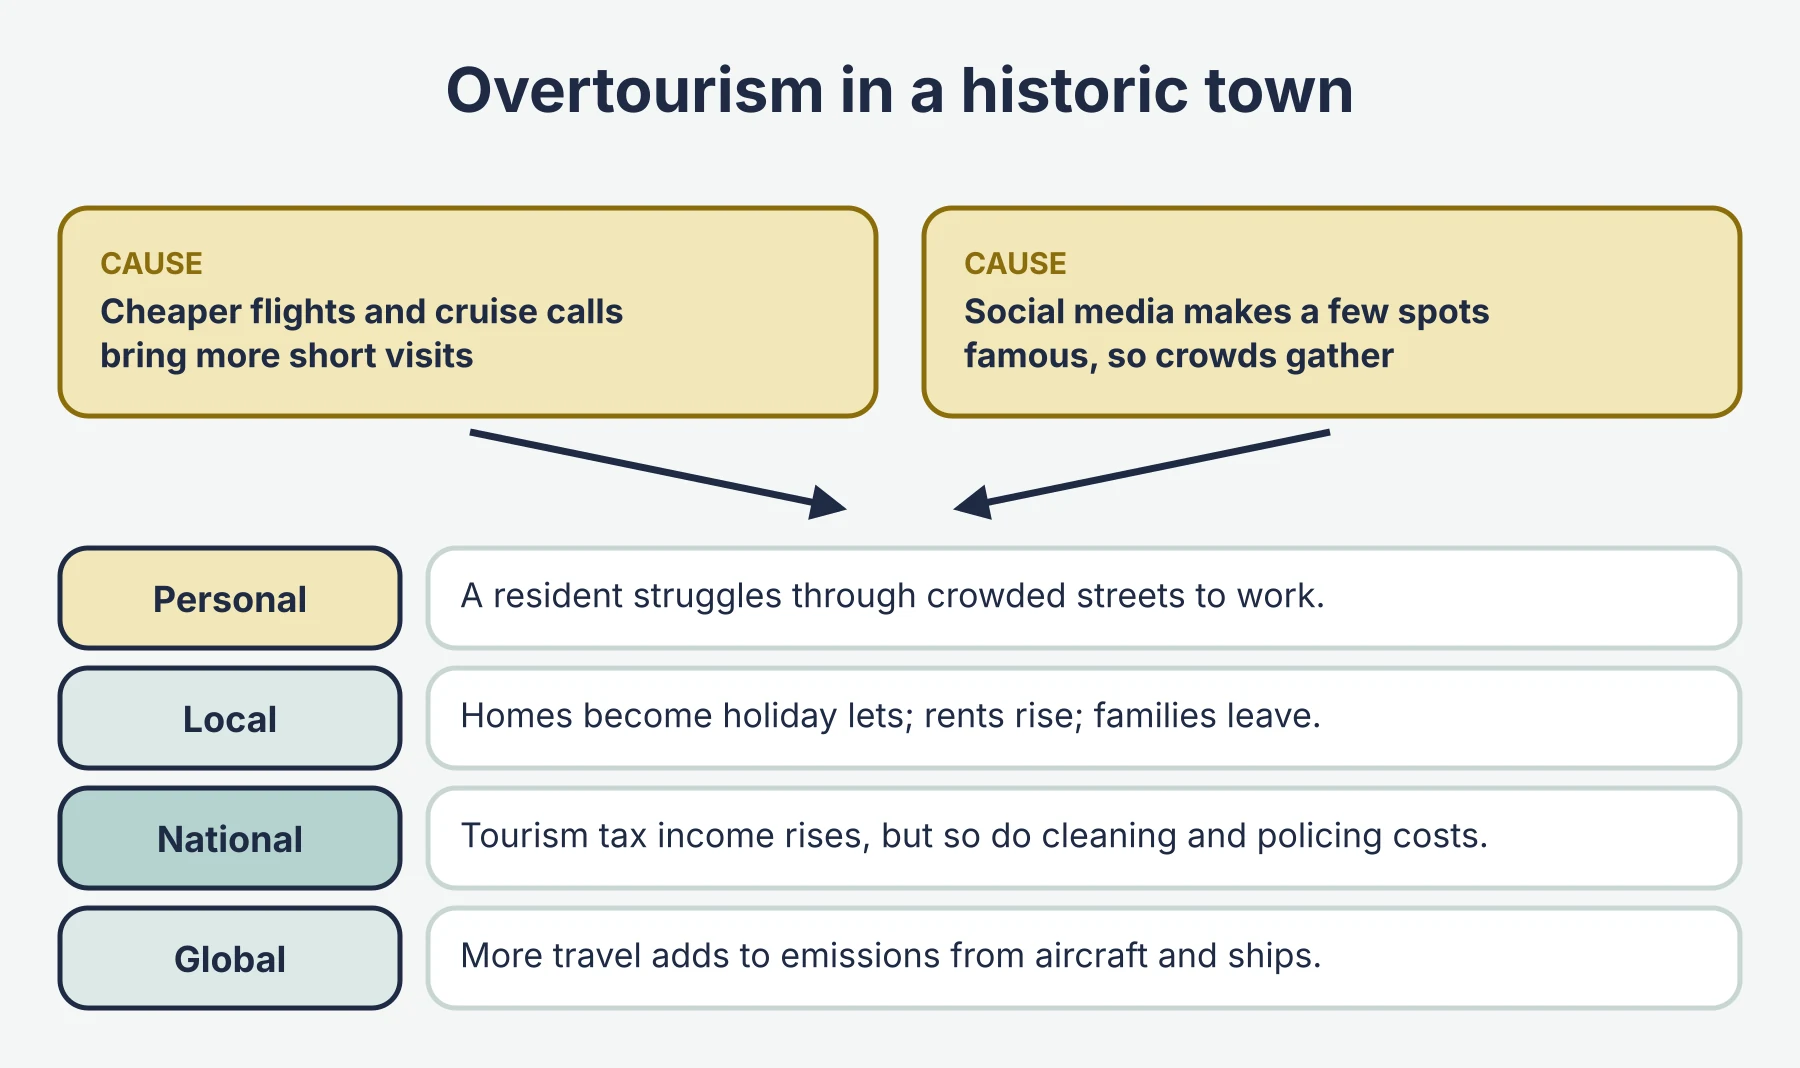 Overtourism in a historic town
CAUSE
Cheaper flights and cruise calls
bring more short visits
CAUSE
Social media makes a few spots
famous, so crowds gather
Personal
A resident struggles through crowded streets to work.
Local
Homes become holiday lets; rents rise; families leave.
National
Tourism tax income rises, but so do cleaning and policing costs.
Global
More travel adds to emissions from aircraft and ships.